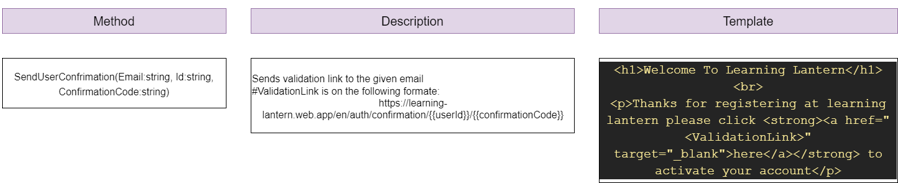 Method
Description
Template
SendUserConfrimation(Email:string, Id:string,
ConfirmationCode:string)
Sends validation link to the given email
#ValidationLink is on the following formate:
https://learning-
lantern.web.app/en/auth/confirmation/{{userId}}/{{confirmationCode}}
<h1>Welcome To Learning Lantern</h1>
<br>
<p>Thanks for registering at learning
lantern please click <strong><a href="
<ValidationLink>"
target="_blank">here</a></strong> to
activate your account</p>